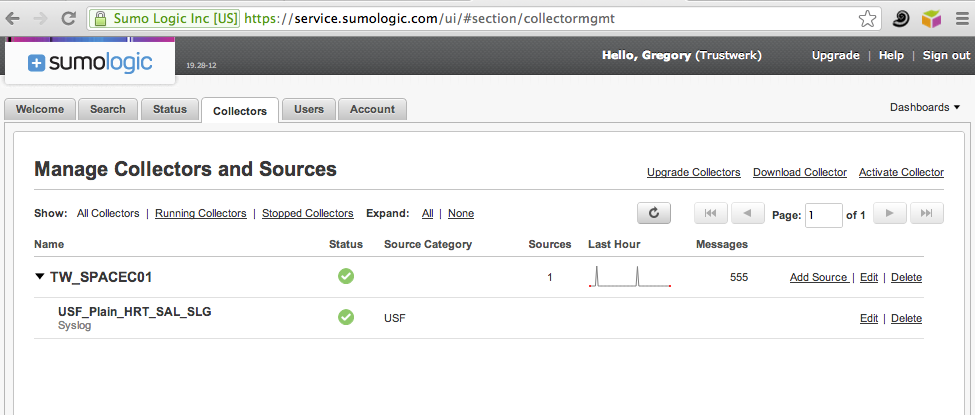 Sumo Logic Inc [US] https://service.sumologic.com/ui/#section/collectormgmt
sumologic
19.28-12
Hello, Gregory (Trustwerk)
Upgrade | Help | Sign out
Welcome
Search
Status
Collectors
Users
Account
Dashboards
Manage Collectors and Sources
Upgrade Collectors Download Collector Activate Collector
Show: All Collectors | Running Collectors | Stopped Collectors Expand: All | None
Page: 1 of 1
Name Status Source Category Sources Last Hour Messages
TW_SPACEC01 1 555 Add Source | Edit | Delete
USF_Plain_HRT_SAL_SLG
Syslog
USF
Edit | Delete